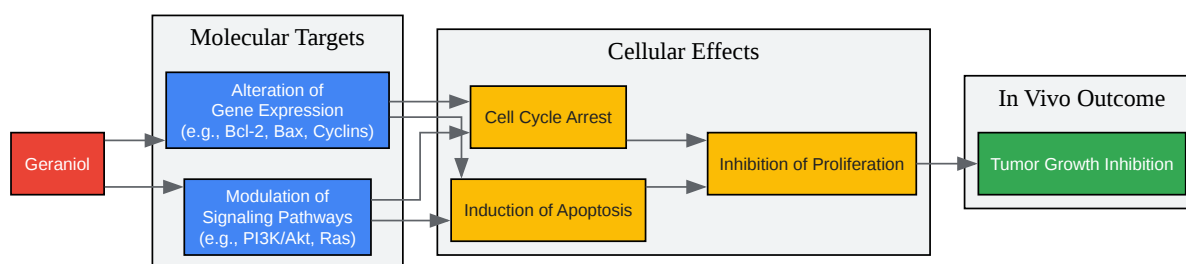 Geraniol
Molecular Targets
Alteration of
Gene Expression
(e.g., Bcl-2, Bax, Cyclins)
Modulation of
Signaling Pathways
(e.g., PI3K/Akt, Ras)
Cellular Effects
Cell Cycle Arrest
Induction of Apoptosis
Inhibition of Proliferation
In Vivo Outcome
Tumor Growth Inhibition